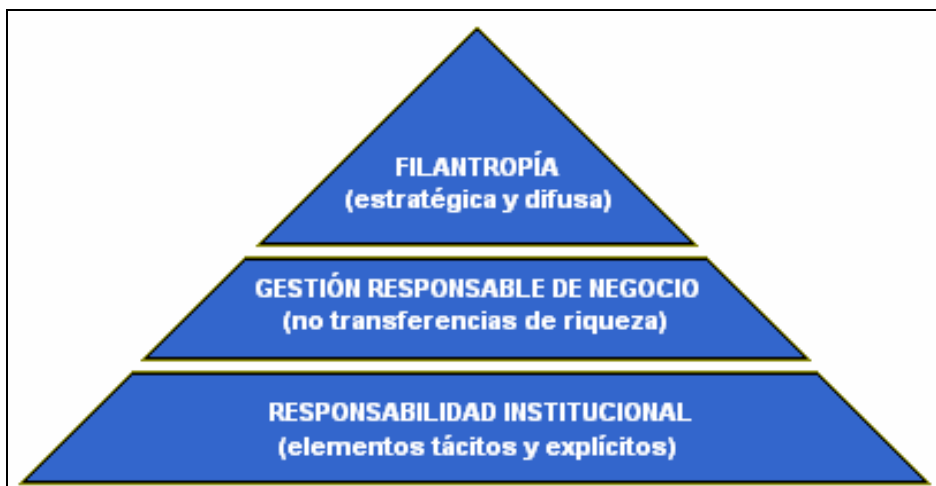 FILANTROPÍA
(estratégica y difusa)
GESTIÓN RESPONSABLE DE NEGOCIO
(no transferencias de riqueza)
RESPONSABILIDAD INSTITUCIONAL
(elementos tácitos y explícitos)